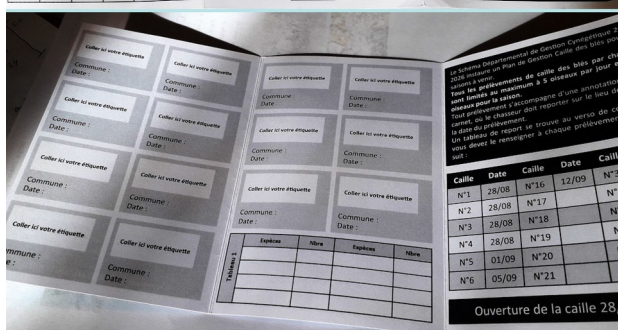 Coller ici votre étiquette
Commune :
Date :
Coller ici votre étiquette
Commune :
Date :
Coller ici votre étiquette
Commune :
Date :
Coller ici votre étiquette
Commune :
Date :
Coller ici votre étiquette
Commune :
Date :
Coller ici votre étiquette
Commune :
Date :
Coller ici votre étiquette
mmune :
e :
Coller ici votre étiquette
Commune :
Date :
Coller ici votre étiquette
Commune :
Date :
Coller ici votre étiquette
Commune :
Date :
Coller ici votre étiquette
Commune :
Date :
Coller ici votre étiquette
Commune :
Date :
Coller ici votre étiquette
Commune :
Date :
Coller ici votre étiquette
Commune :
Date :
Tableau 1
Espèces Nbre Espèces Nbre
Le Schéma Départemental de Gestion Cynégétique 2
2026 instaure un Plan de Gestion Caille des blés pou
saisons à venir.
Tous les prélèvements de caille des blés par ch
sont limités au maximum à 5 oiseaux par jour e
oiseaux pour la saison.
Tout prélèvement s'accompagne d'une annotation
carnet, où le chasseur doit reporter sur le lieu de
la date du prélèvement.
Un tableau de report se trouve au verso de c
vous devez le renseigner à chaque prélèvement
suit :
Caille Date Caille Date Caill
N°1 28/08 N°16 12/09 N°3
N°2 28/08 N°17 N°
N°3 28/08 N°18
N°4 28/08 N°19
N°5 01/09 N°20
N°6 05/09 N°21
Ouverture de la caille 28/